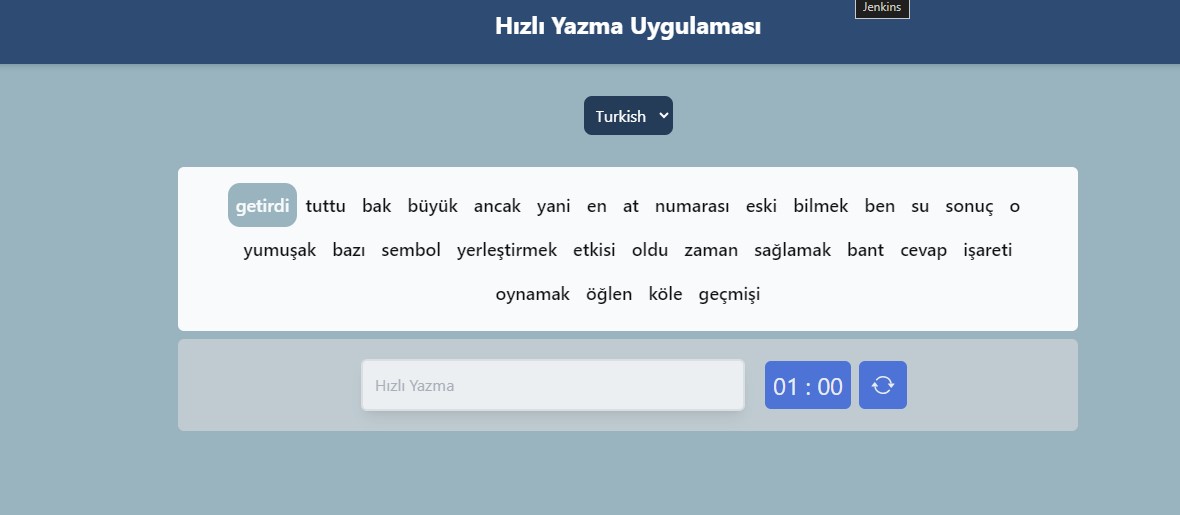 Jenkins
Hızlı Yazma Uygulaması
Turkish
getirdi tuttu bak büyük ancak yani en at numarası eski bilmek ben su sonuç o
yumuşak bazı sembol yerleştirmek etkisi oldu zaman sağlamak bant cevap işareti
oynamak öğlen köle geçmişi
Hızlı Yazma 01 : 00